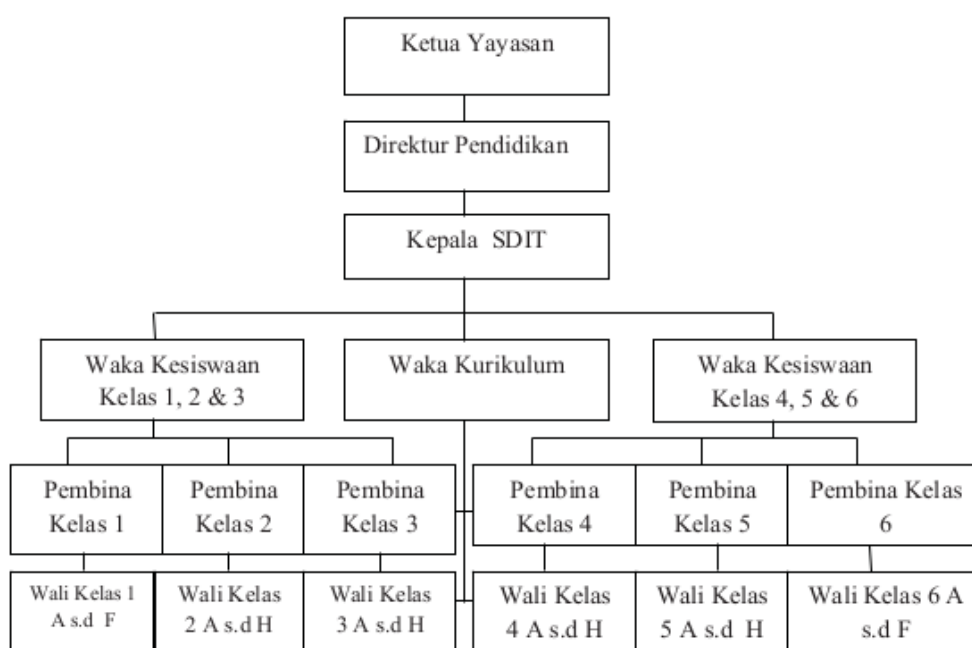 Ketua Yayasan
Direktur Pendidikan
Kepala SDIT
Waka Kesiswaan
Kelas 1, 2 & 3
Waka Kurikulum
Waka Kesiswaan
Kelas 4, 5 & 6
Pembina
Kelas 1
Pembina
Kelas 2
Pembina
Kelas 3
Pembina
Kelas 4
Pembina
Kelas 5
Pembina Kelas
6
Wali Kelas 1
A s.d F
Wali Kelas
2 A s.d H
Wali Kelas
3 A s.d H
Wali Kelas
4 A s.d H
Wali Kelas
5 A s.d H
Wali Kelas 6 A
s.d F